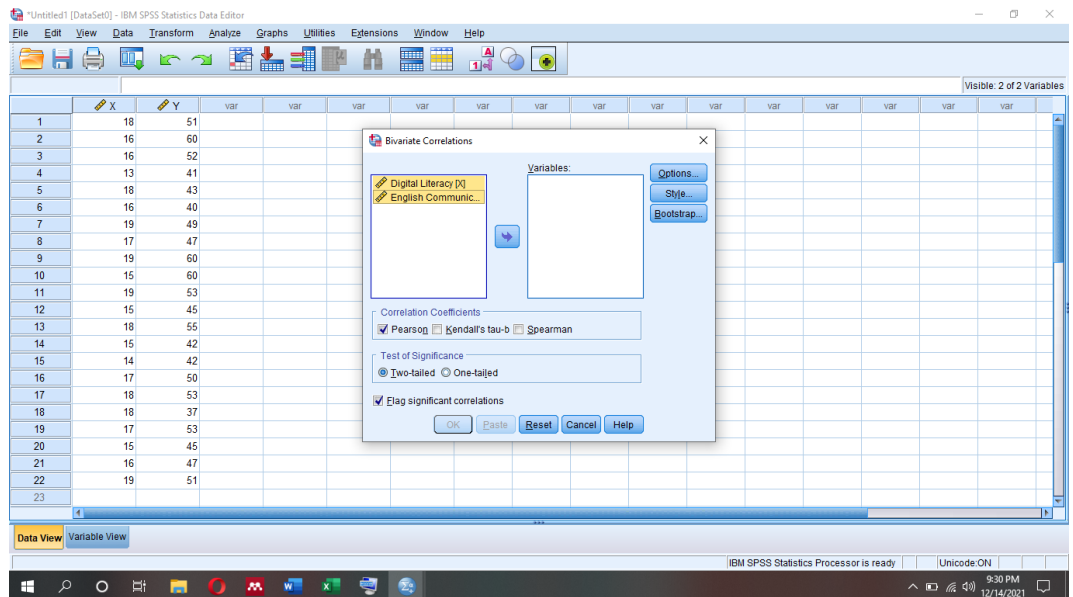 *Untitled1 [DataSet0] - IBM SPSS Statistics Data Editor
File Edit View Data Transform Analyze Graphs Utilities Extensions Window Help
Visible: 2 of 2 Variables
X Y var var var var var var var var var var var var var var
1 18 51
2 16 60
3 16 52
4 13 41
5 18 43
6 16 40
7 19 49
8 17 47
9 19 60
10 15 60
11 19 53
12 15 45
13 18 55
14 15 42
15 14 42
16 17 50
17 18 53
18 18 37
19 17 53
20 15 45
21 16 47
22 19 51
23
Bivariate Correlations
Variables:
Digital Literacy [X]
English Communic...
Options...
Style...
Bootstrap...
Correlation Coefficients
Pearson Kendall's tau-b Spearman
Test of Significance
Two-tailed One-tailed
Flag significant correlations
OK Paste Reset Cancel Help
Data View Variable View
IBM SPSS Statistics Processor is ready Unicode:ON
9:30 PM
12/14/2021